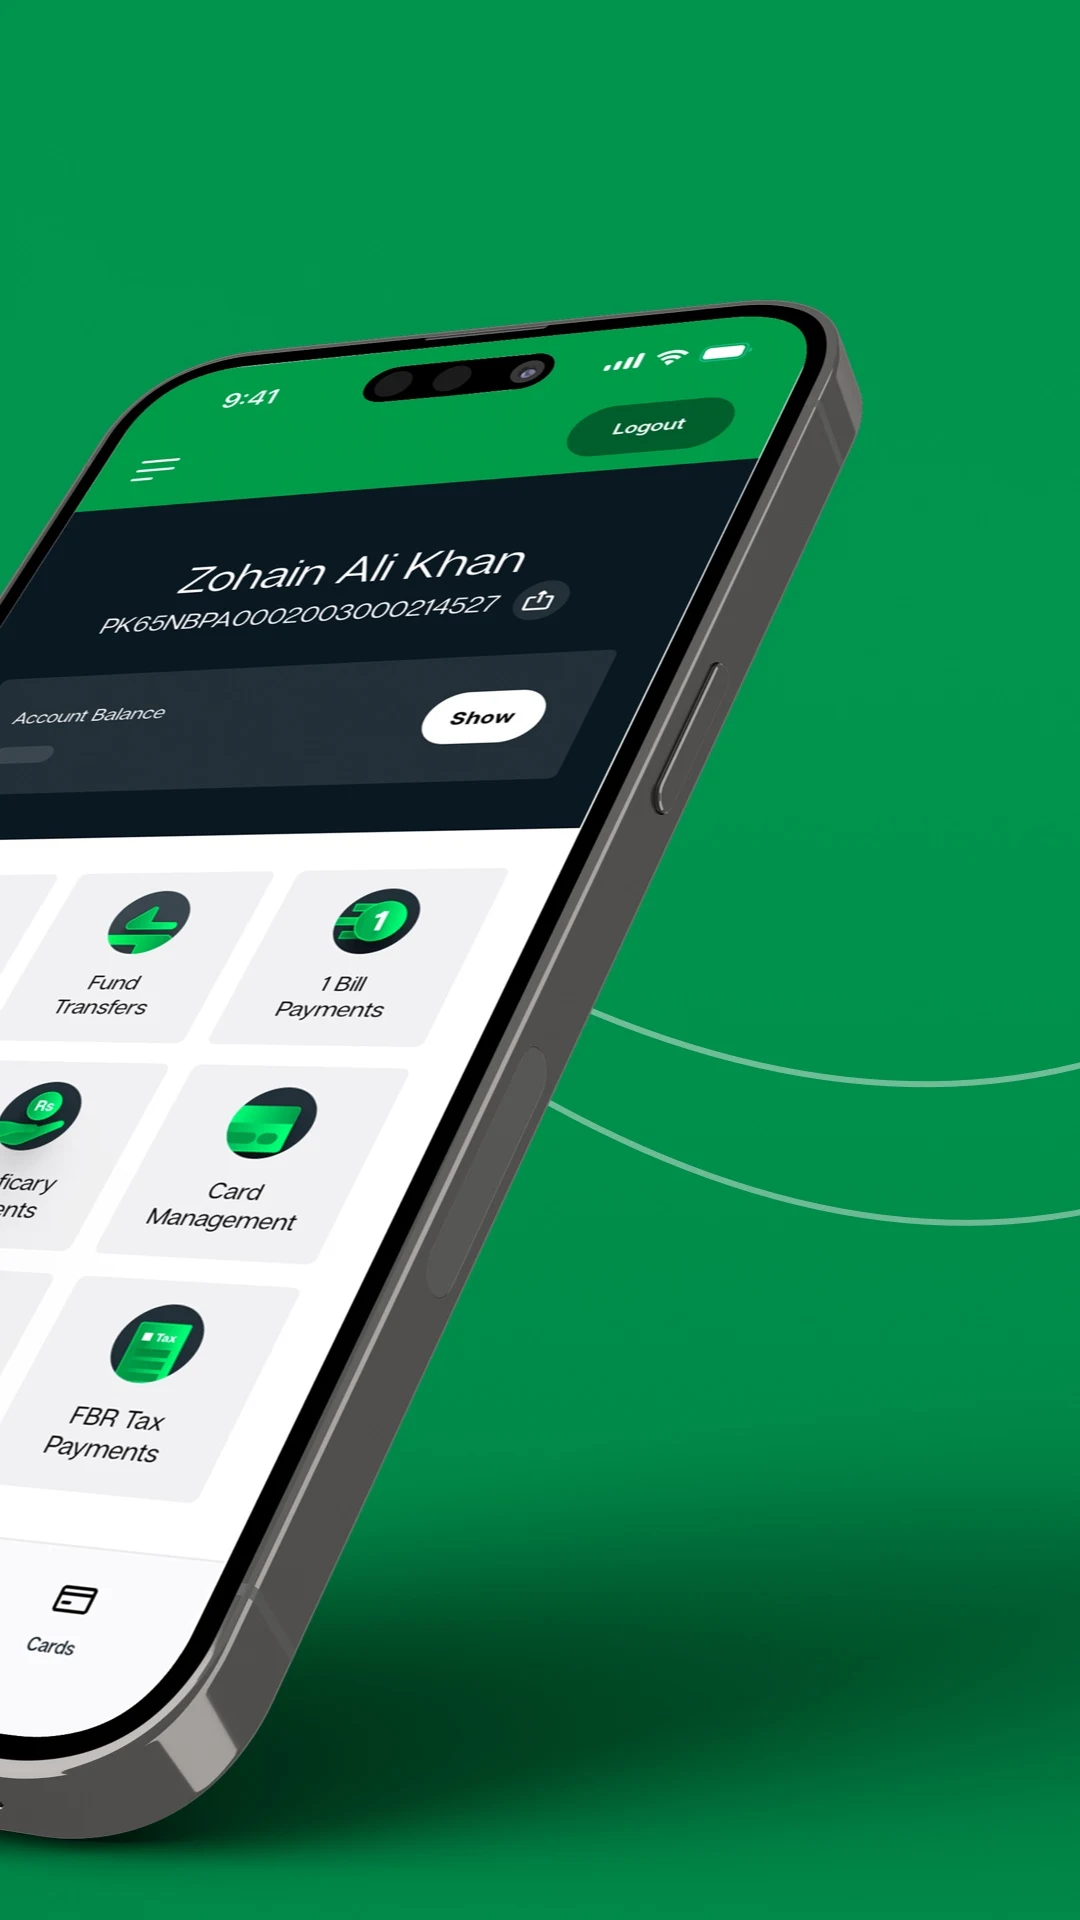 9:41
Logout
Zohain Ali Khan
PK65NBPA0002003000214527
Account Balance
Show
Fund
Transfers
1
1 Bill
Payments
Rs
ficary
ents
Card
Management
Tax
FBR Tax
Payments
Cards